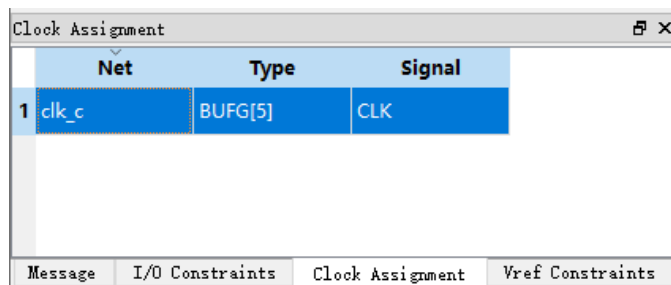 Clock Assignment
Net Type Signal
1 clk_c BUFG[5] CLK
Message I/O Constraints Clock Assignment Vref Constraints